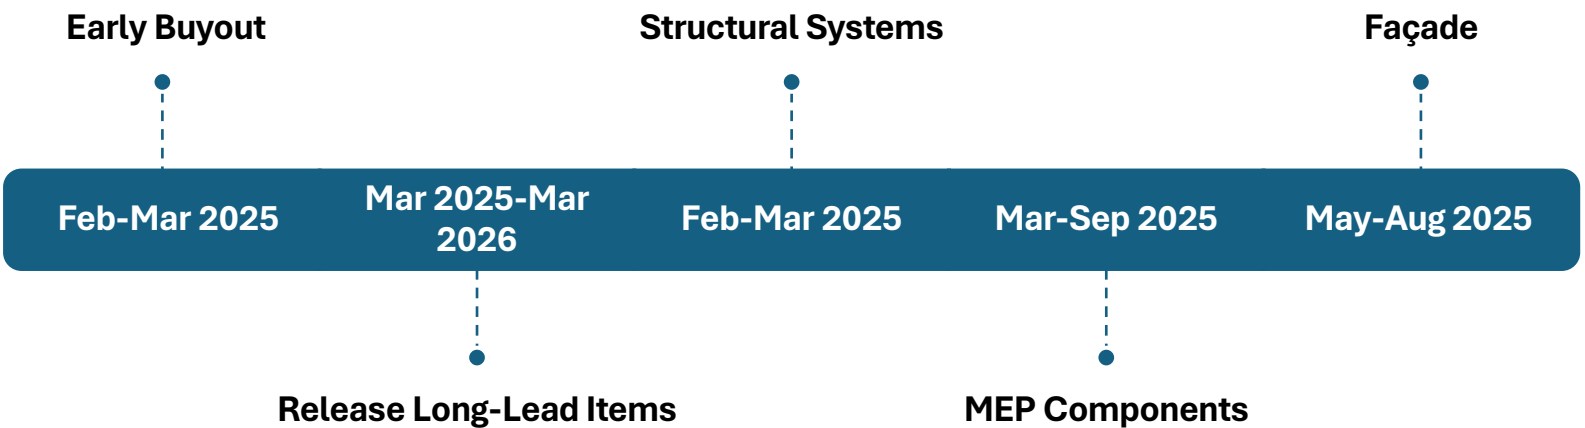 Early Buyout
Structural Systems
Façade
Feb-Mar 2025
Mar 2025-Mar
2026
Feb-Mar 2025
Mar-Sep 2025
May-Aug 2025
Release Long-Lead Items
MEP Components